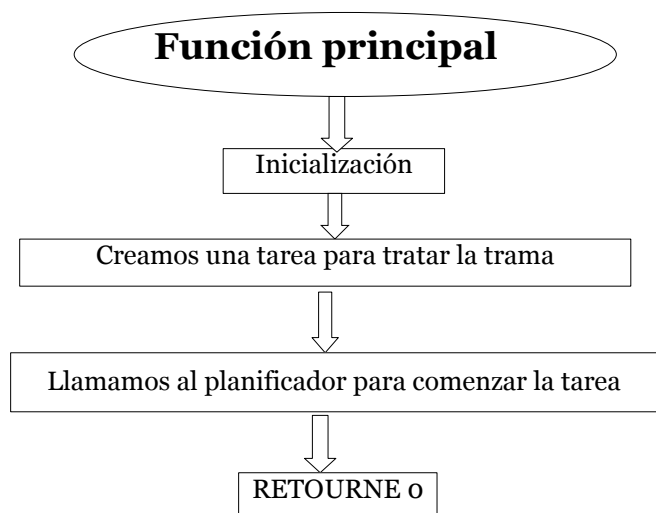 Función principal
Inicialización
Creamos una tarea para tratar la trama
Llamamos al planificador para comenzar la tarea
RETOURNE 0